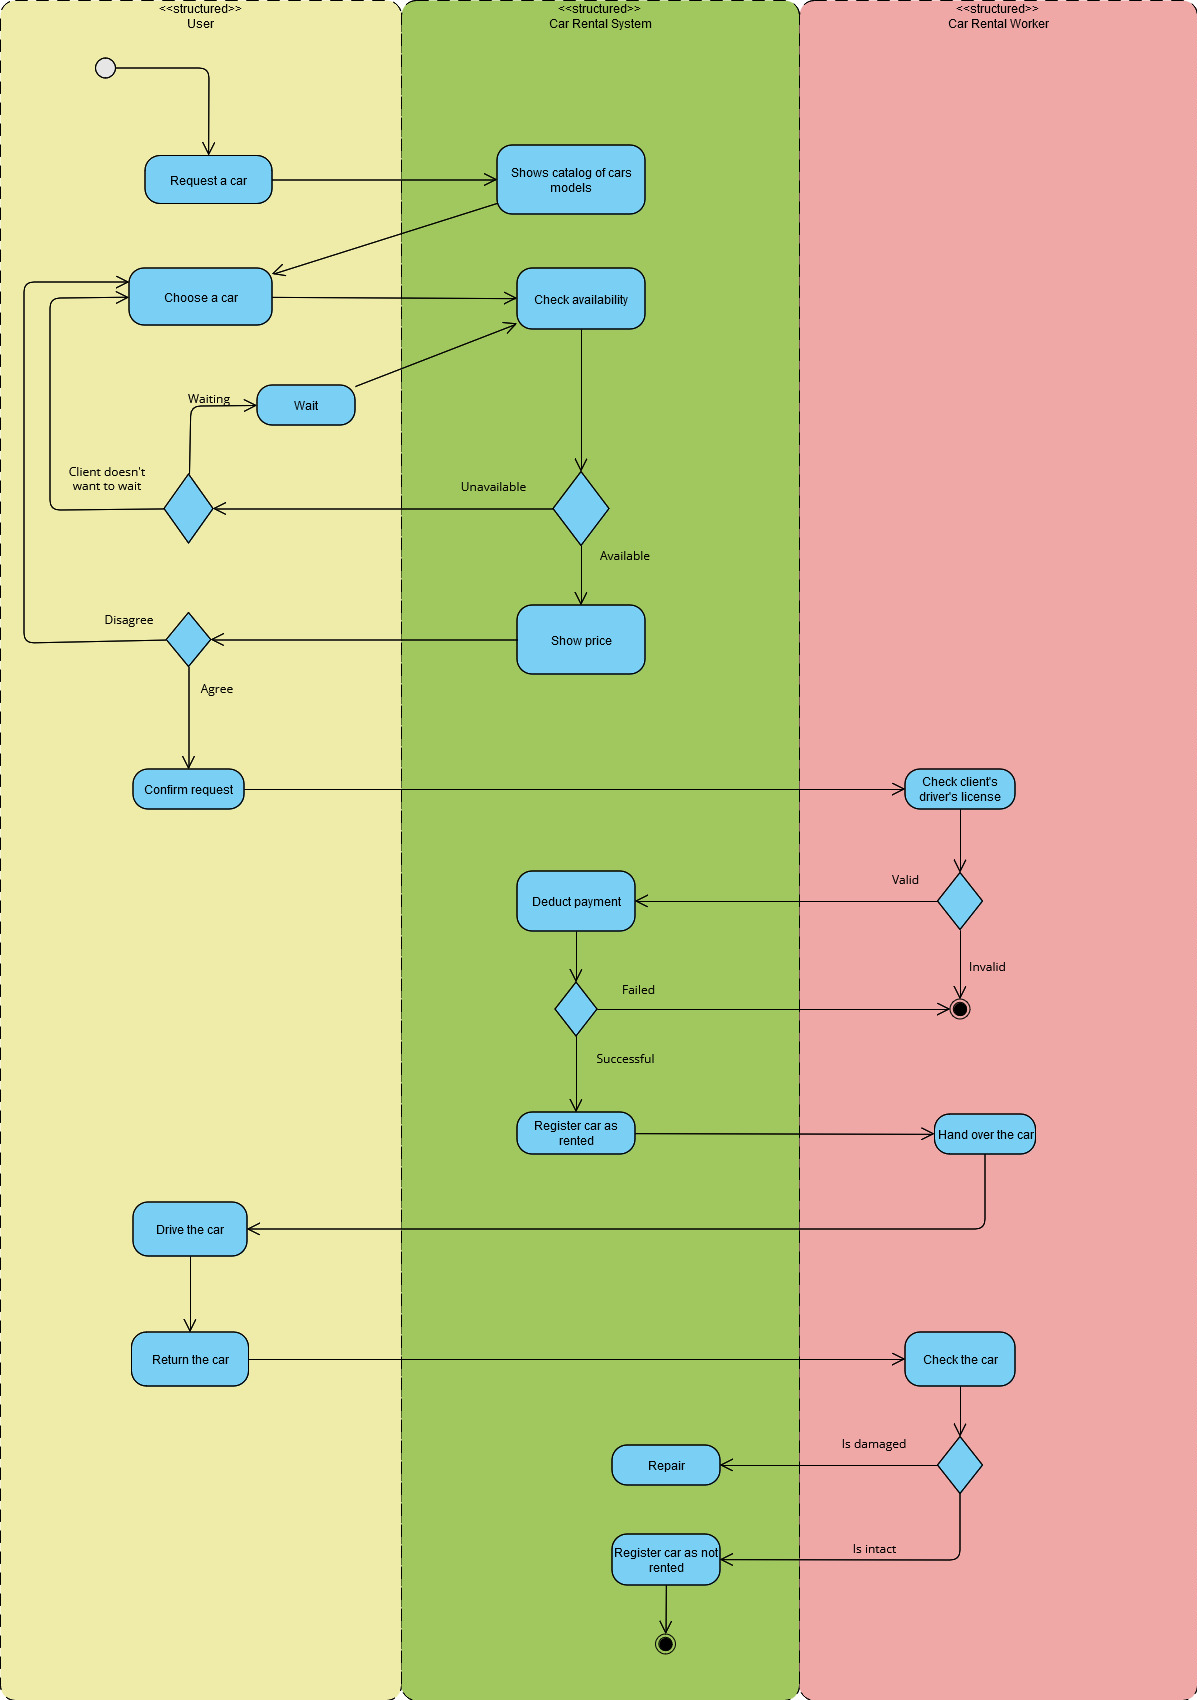 <<structured>>
User
<<structured>>
Car Rental System
<<structured>>
Car Rental Worker
Request a car
Shows catalog of cars
models
Choose a car
Check availability
Waiting
Wait
Client doesn't
want to wait
Unavailable
Available
Disagree
Show price
Agree
Confirm request
Check client's
driver's license
Valid
Deduct payment
Invalid
Failed
Successful
Register car as
rented
Hand over the car
Drive the car
Return the car
Check the car
Is damaged
Repair
Is intact
Register car as not
rented